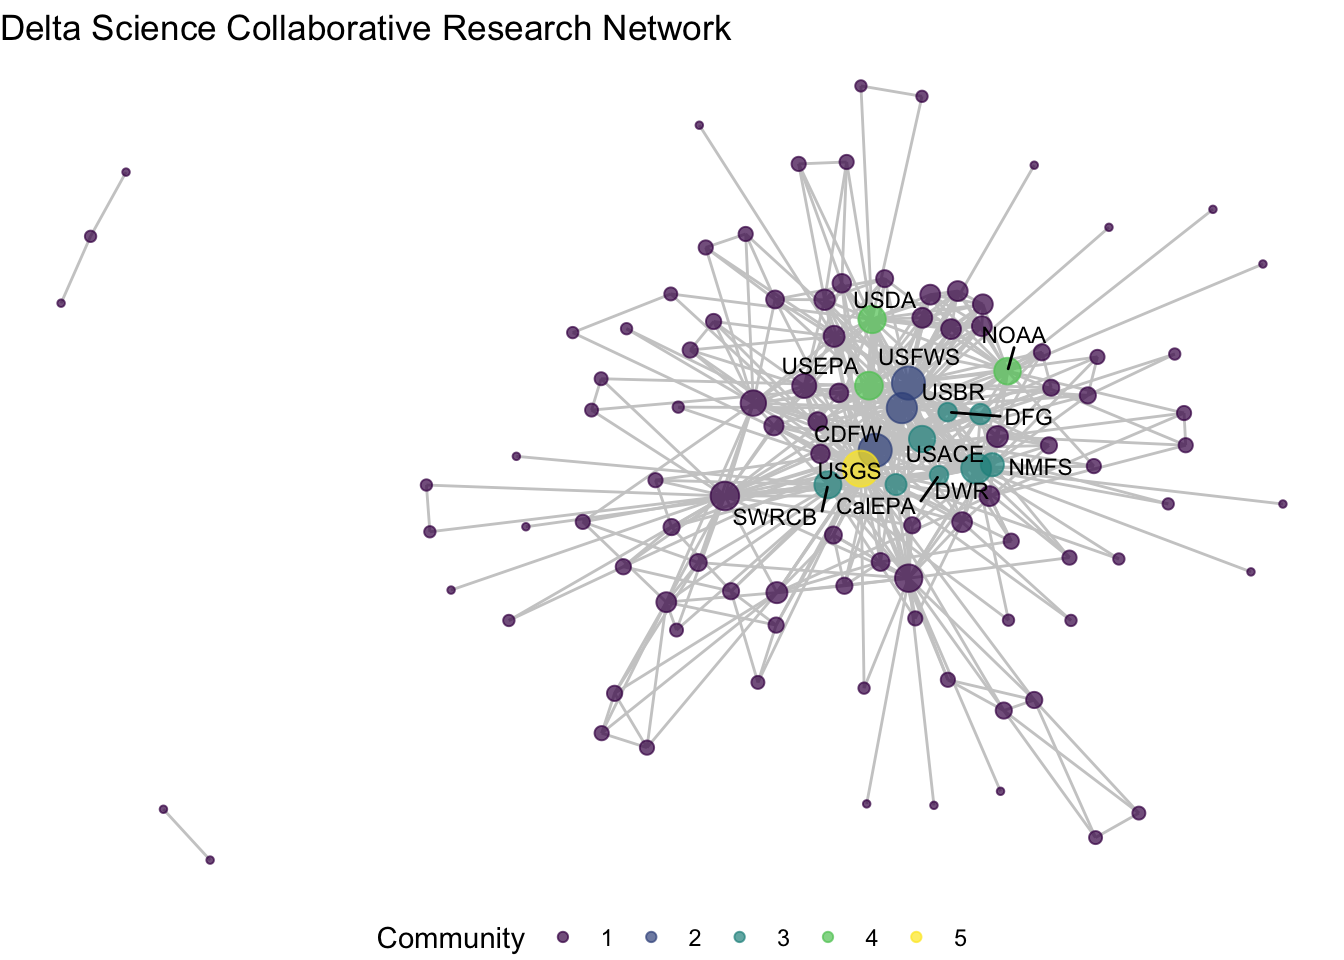 Delta Science Collaborative Research Network
USDA
NOAA
USFWS
USEPA
USBR
DFG
CDFW
USACE
NMFS
USGS
DWR
CalEPA
SWRCB
Community 1 2 3 4 5